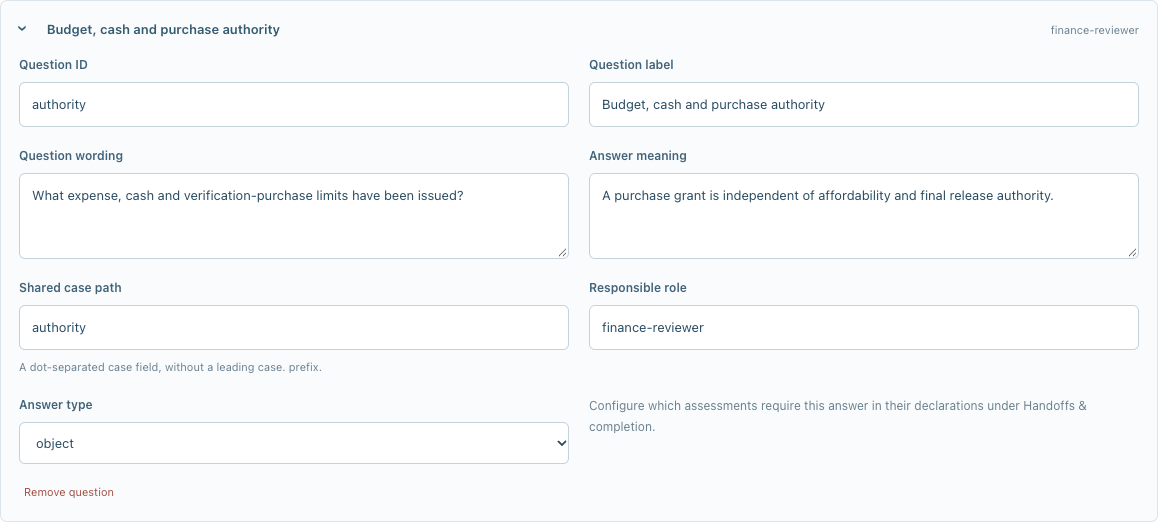 Budget, cash and purchase authority
finance-reviewer
Question ID
Question label
authority
Budget, cash and purchase authority
Question wording
Answer meaning
What expense, cash and verification-purchase limits have been issued?
A purchase grant is independent of affordability and final release authority.
Shared case path
Responsible role
authority
finance-reviewer
A dot-separated case field, without a leading case. prefix.
Answer type
Configure which assessments require this answer in their declarations under Handoffs &
completion.
object
Remove question